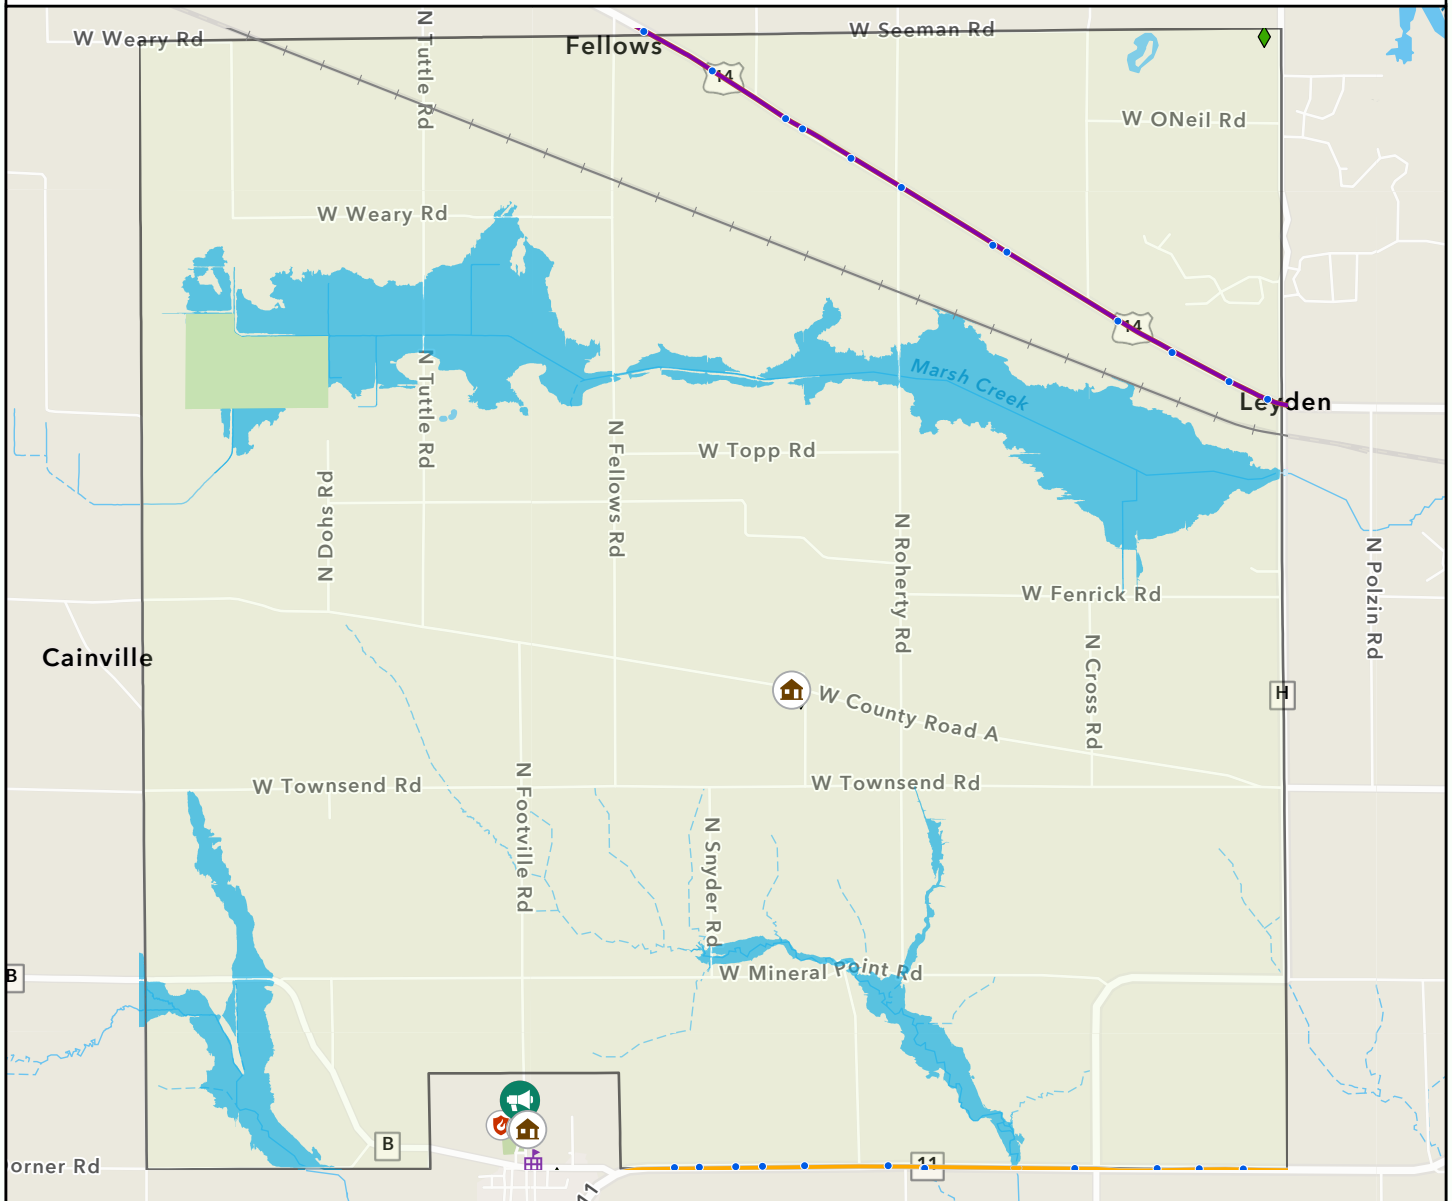 W Weary Rd
N Tuttle Rd
Fellows
W Seeman Rd
14
W ONeil Rd
W Weary Rd
14
Marsh Creek
Leyden
N Tuttle Rd
N Fellows Rd
W Topp Rd
N Dohs Rd
N Roherty Rd
N Polzin Rd
W Fenrick Rd
Cainville
N Cross Rd
H
W County Road A
W Townsend Rd
W Townsend Rd
N Footville Rd
N Snyder Rd
W Mineral Point Rd
B
B
orner Rd
11
11